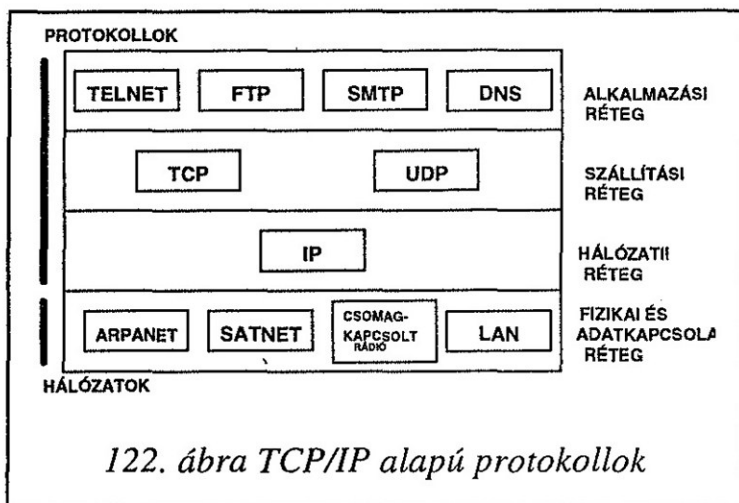 PROTOKOLLOK
TELNET FTP SMTP DNS
ALKALMAZÁSI
RÉTEG
TCP UDP
SZÁLLÍTÁSI
RÉTEG
IP
HÁLÓZATII
RÉTEG
ARPANET SATNET
CSOMAG-
KAPCSOLT
RÁDIÓ
LAN
FIZIKAI ÉS
ADATKAPCSOLA
RÉTEG
HÁLÓZATOK
122. ábra TCP/IP alapú protokollok